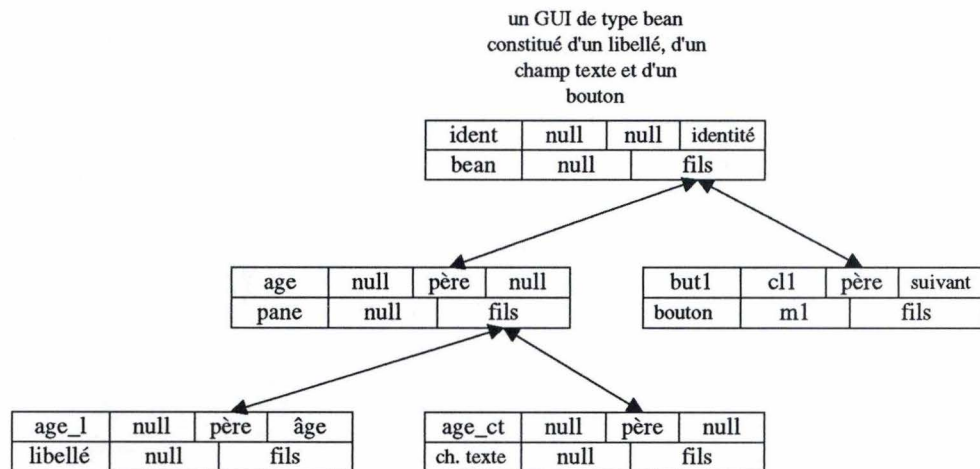 un GUI de type bean
constitué d'un libellé, d'un
champ texte et d'un
bouton
ident null null identité
bean null fils
age null père null
pane null fils
but1 cl1 père suivant
bouton m1 fils
age_l null père âge
libellé null fils
age_ct null père null
ch. texte null fils